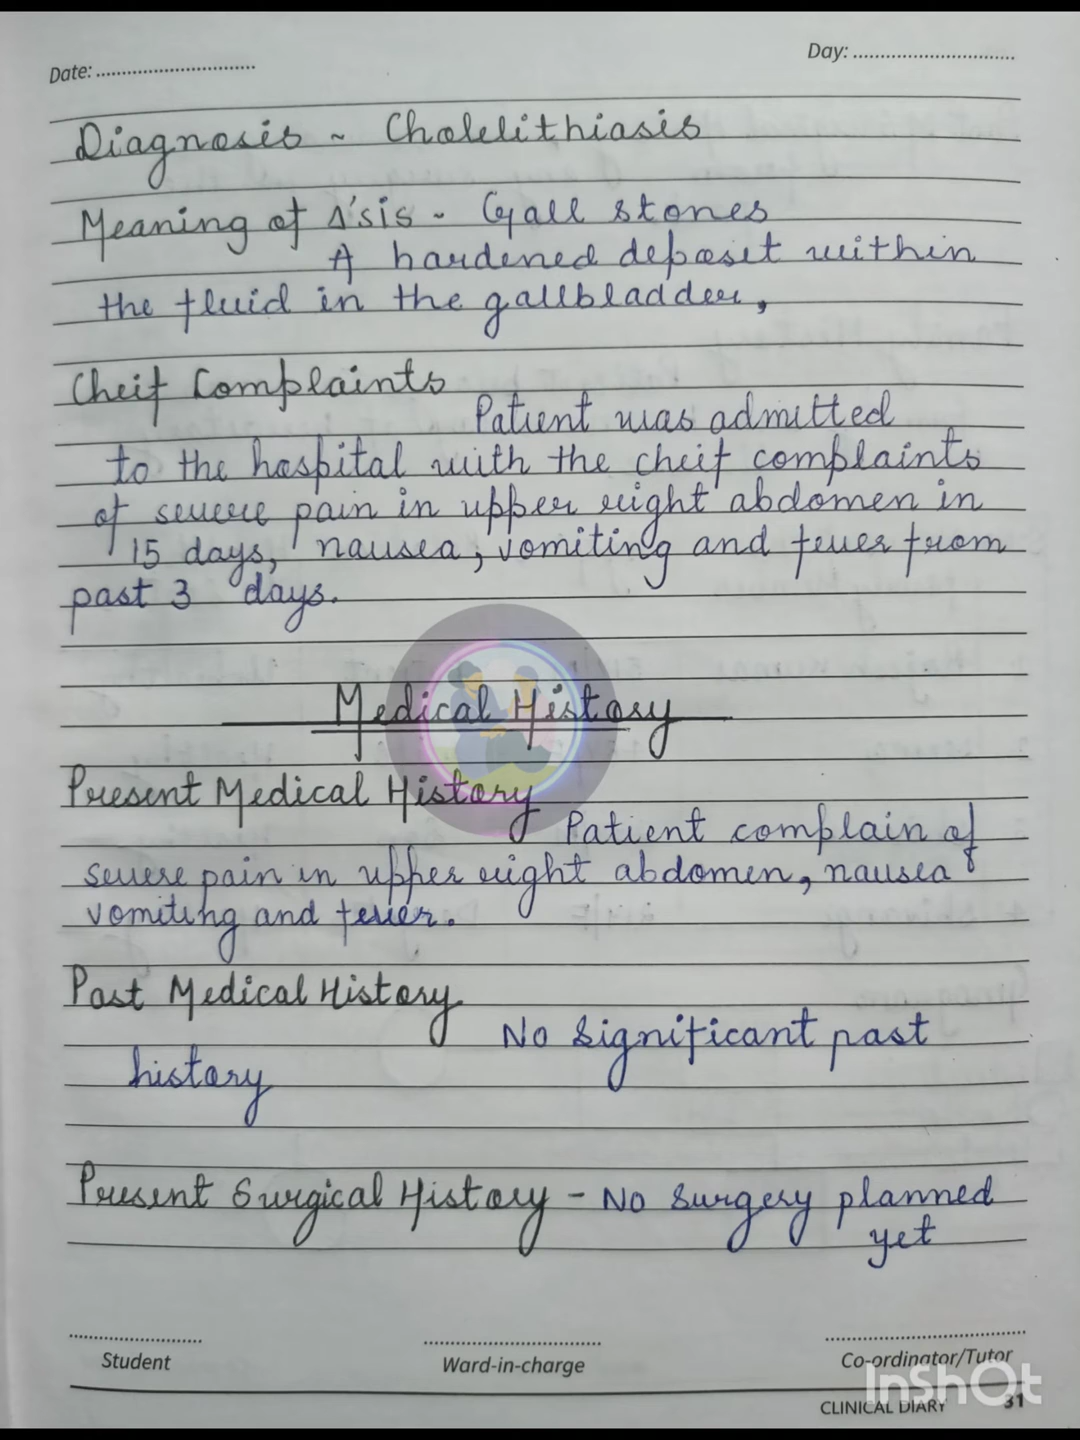 Date:
Day:
Diagnosis ~ Cholelithiasis
Meaning of Δ'sis - Gall stones
A hardened deposit within
the fluid in the gallbladder,
Cheif Complaints
Patient was admitted
to the hospital with the cheif complaints
of severe pain in upper right abdomen in
15 days, nausea, vomiting and fever from
past 3 days.
Medical History
Present Medical History
Patient complain of
severe pain in upper right abdomen, nausea &
vomiting and fever.
Past Medical History
No significant past
history
Present Surgical History - No surgery planned
yet
Student
Ward-in-charge
Co-ordinator/Tutor
InShOt
CLINICAL DIARY 31